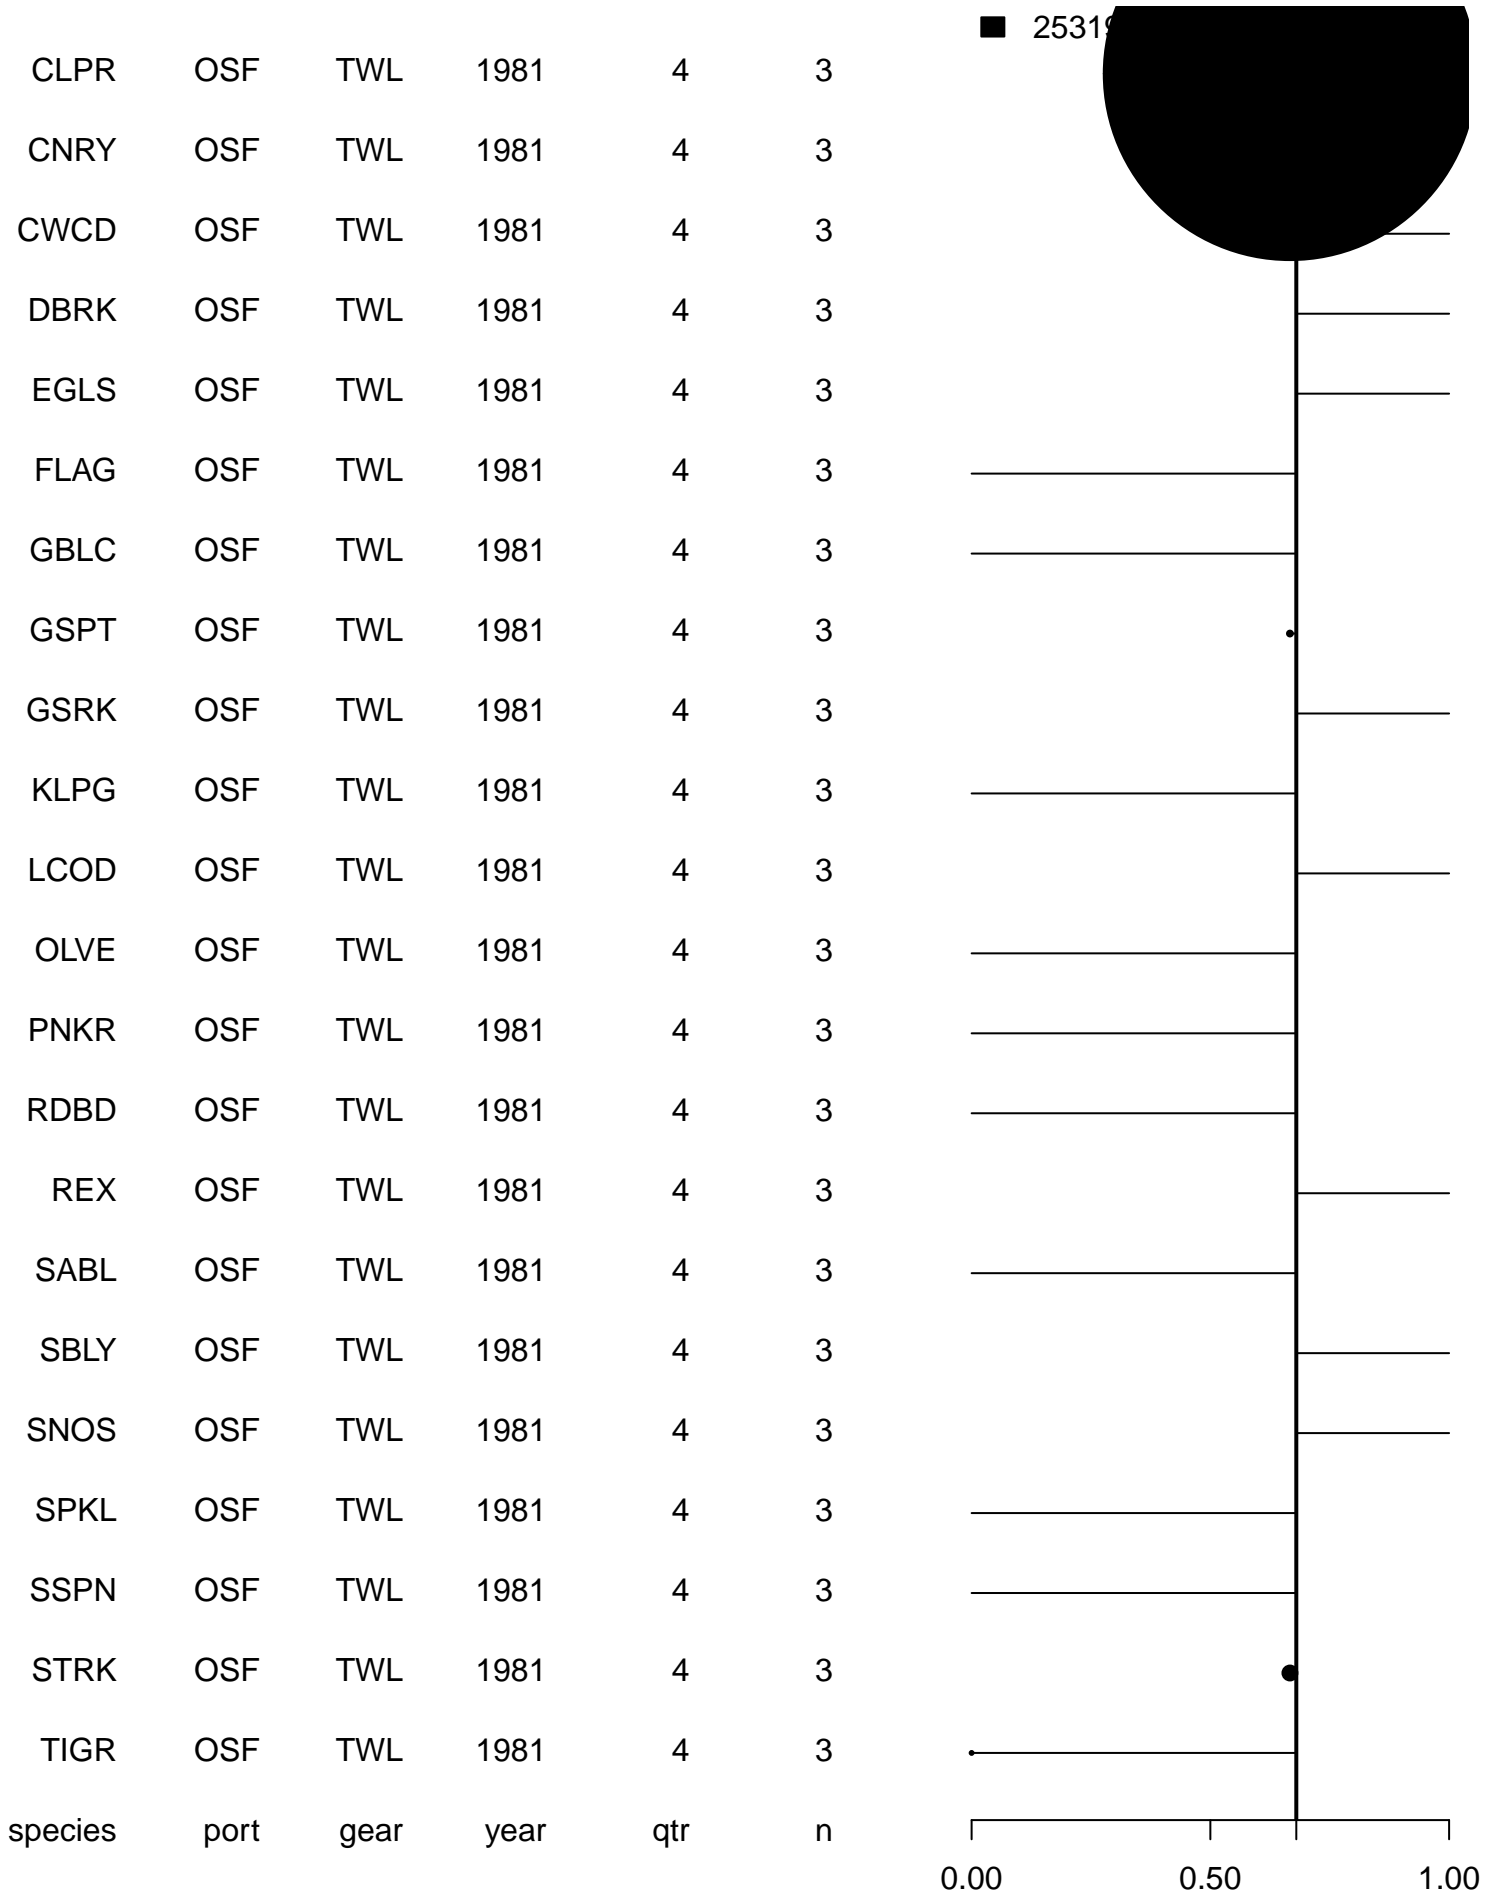 25319
CLPR OSF TWL 1981 4 3
CNRY OSF TWL 1981 4 3
CWCD OSF TWL 1981 4 3
DBRK OSF TWL 1981 4 3
EGLS OSF TWL 1981 4 3
FLAG OSF TWL 1981 4 3
GBLC OSF TWL 1981 4 3
GSPT OSF TWL 1981 4 3
GSRK OSF TWL 1981 4 3
KLPG OSF TWL 1981 4 3
LCOD OSF TWL 1981 4 3
OLVE OSF TWL 1981 4 3
PNKR OSF TWL 1981 4 3
RDBD OSF TWL 1981 4 3
REX OSF TWL 1981 4 3
SABL OSF TWL 1981 4 3
SBLY OSF TWL 1981 4 3
SNOS OSF TWL 1981 4 3
SPKL OSF TWL 1981 4 3
SSPN OSF TWL 1981 4 3
STRK OSF TWL 1981 4 3
TIGR OSF TWL 1981 4 3
species port gear year qtr n
0.00 0.50 1.00